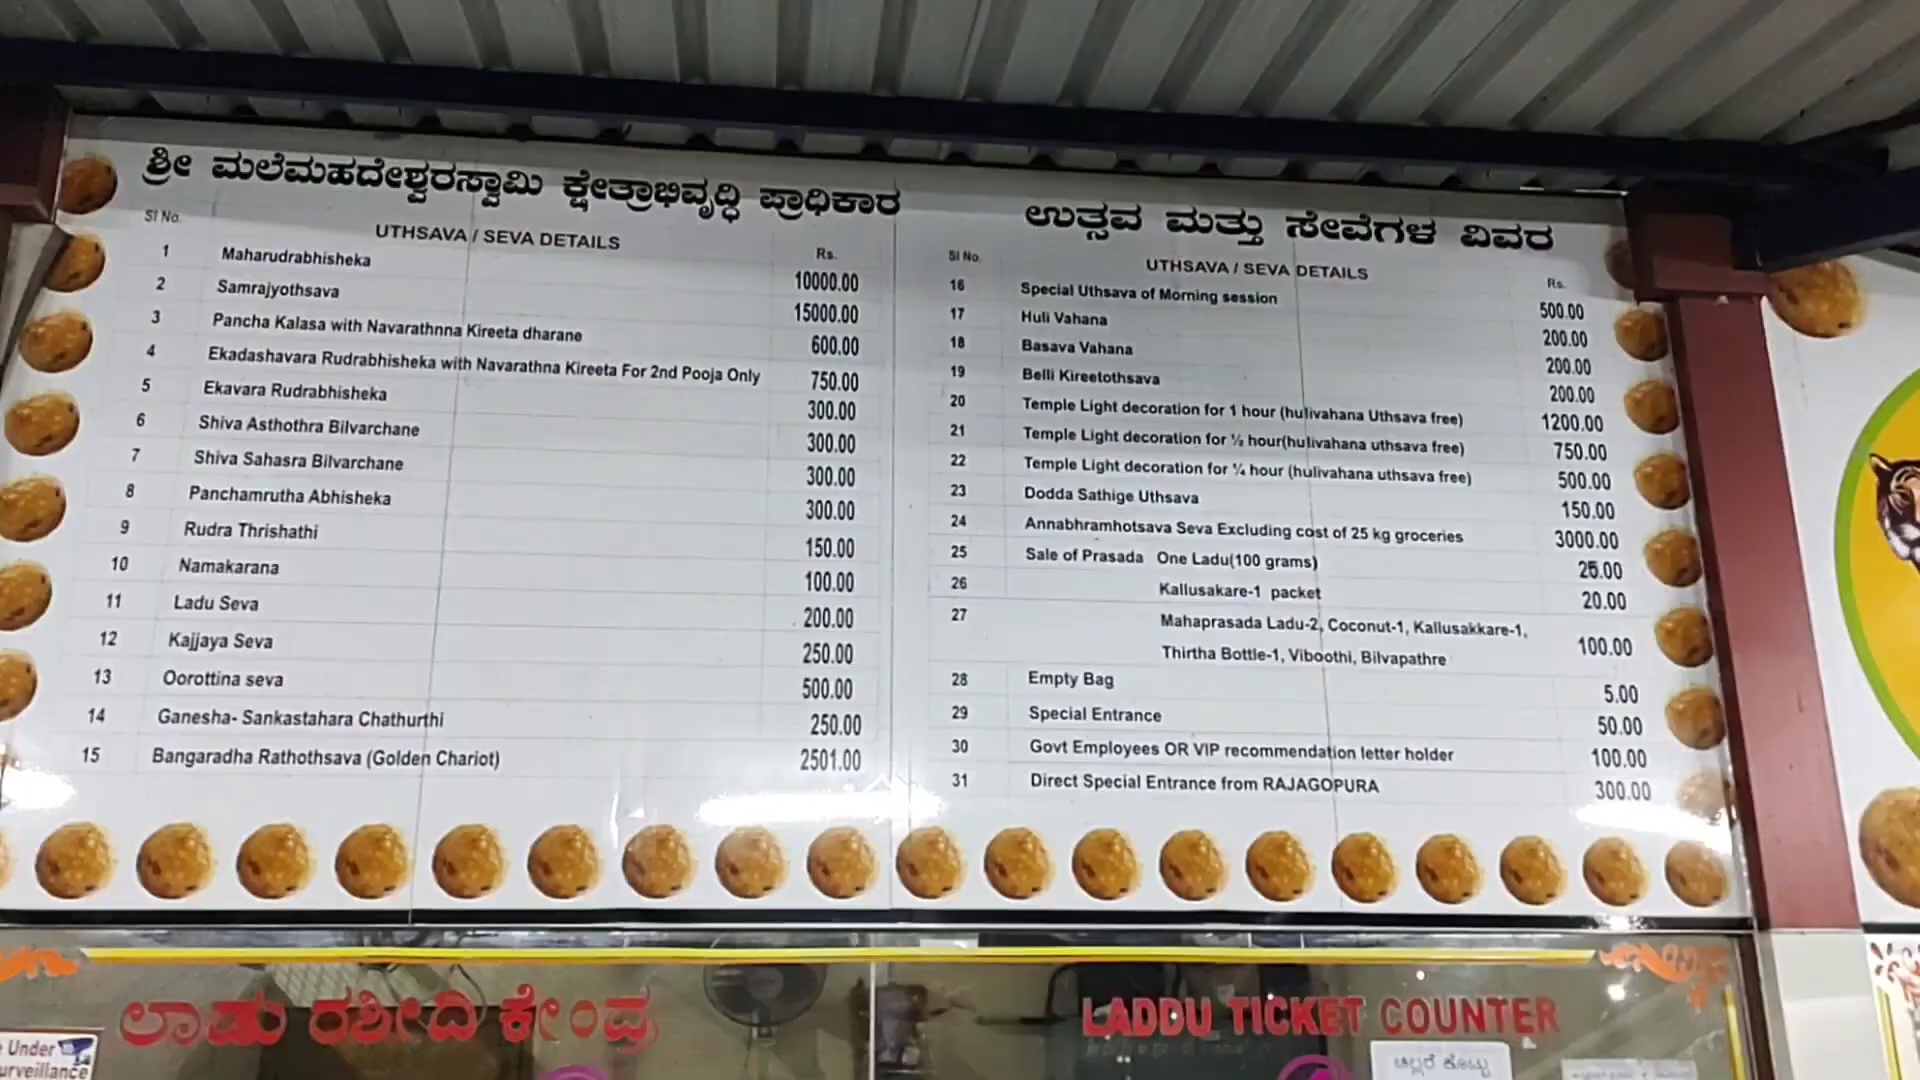 ಶ್ರೀ ಮಲೆಮಹದೇಶ್ವರಸ್ವಾಮಿ ಕ್ಷೇತ್ರಾಭಿವೃದ್ಧಿ ಪ್ರಾಧಿಕಾರ
Sl No. UTHSAVA / SEVA DETAILS Rs.
1 Maharudrabhisheka 10000.00
2 Samrajyothsava 15000.00
3 Pancha Kalasa with Navarathnna Kireeta dharane 600.00
4 Ekadashavara Rudrabhisheka with Navarathna Kireeta For 2nd Pooja Only 750.00
5 Ekavara Rudrabhisheka 300.00
6 Shiva Asthothra Bilvarchane 300.00
7 Shiva Sahasra Bilvarchane 300.00
8 Panchamrutha Abhisheka 300.00
9 Rudra Thrishathi 150.00
10 Namakarana 100.00
11 Ladu Seva 200.00
12 Kajjaya Seva 250.00
13 Oorottina seva 500.00
14 Ganesha- Sankastahara Chathurthi 250.00
15 Bangaradha Rathothsava (Golden Chariot) 2501.00
ಉತ್ಸವ ಮತ್ತು ಸೇವೆಗಳ ವಿವರ
Sl No. UTHSAVA / SEVA DETAILS Rs.
16 Special Uthsava of Morning session 500.00
17 Huli Vahana 200.00
18 Basava Vahana 200.00
19 Belli Kireetothsava 200.00
20 Temple Light decoration for 1 hour (hulivahana Uthsava free) 1200.00
21 Temple Light decoration for ½ hour(hulivahana uthsava free) 750.00
22 Temple Light decoration for ¼ hour (hulivahana uthsava free) 500.00
23 Dodda Sathige Uthsava 150.00
24 Annabhramhotsava Seva Excluding cost of 25 kg groceries 3000.00
25 Sale of Prasada One Ladu(100 grams) 25.00
26 Kallusakare-1 packet 20.00
27 Mahaprasada Ladu-2, Coconut-1, Kallusakkare-1,
Thirtha Bottle-1, Viboothi, Bilvapathre 100.00
28 Empty Bag 5.00
29 Special Entrance 50.00
30 Govt Employees OR VIP recommendation letter holder 100.00
31 Direct Special Entrance from RAJAGOPURA 300.00
ಲಾಡು ರಶೀದಿ ಕೇಂದ್ರ
LADDU TICKET COUNTER
Under
ಚಿಲ್ಲರೆ ಕೊಟ್ಟು